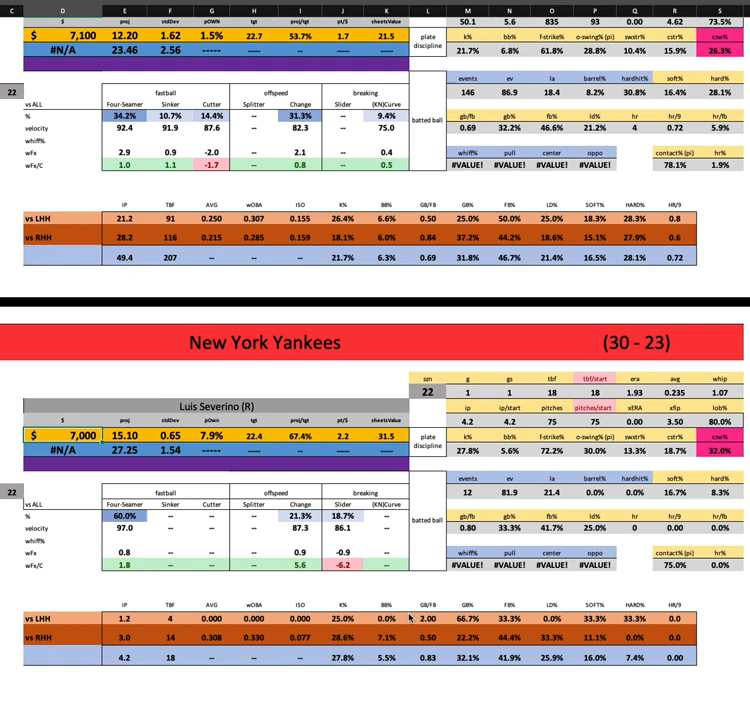 C D E F G H I J K L M N O P Q R S
$ proj stdDev pOWN tgt proj/tgt pt/$ sheetsValue 50.1 5.6 835 93 0.00 4.62 73.5%
$ 7,100 12.20 1.62 1.5% 22.7 53.7% 1.7 21.5 plate discipline k% bb% f-strike% o-swing% (pi) swstr% cstr% csw%
#N/A 23.46 2.56 ----- ---- -- ---- ----- 21.7% 6.8% 61.8% 28.8% 10.4% 15.9% 26.3%
events ev la barrel% hardhit% soft% hard%
22 fastball offspeed breaking 146 86.9 18.4 8.2% 30.8% 16.4% 28.1%
vs ALL Four-Seamer Sinker Cutter Splitter Change Slider (KN)Curve
% 34.2% 10.7% 14.4% -- 31.3% -- 9.4% batted ball gb/fb gb% fb% ld% hr hr/9 hr/fb
velocity 92.4 91.9 87.6 -- 82.3 -- 75.0 0.69 32.2% 46.6% 21.2% 4 0.72 5.9%
whiff%
wFx 2.9 0.9 -2.0 -- 2.1 -- 0.4 whiff% pull center oppo contact% (pi) hr%
wFx/C 1.0 1.1 -1.7 -- 0.8 -- 0.5 #VALUE! #VALUE! #VALUE! #VALUE! 78.1% 1.9%
IP TBF AVG wOBA ISO K% BB% GB/FB GB% FB% LD% SOFT% HARD% HR/9
vs LHH 21.2 91 0.250 0.307 0.155 26.4% 6.6% 0.50 25.0% 50.0% 25.0% 18.3% 28.3% 0.8
vs RHH 28.2 116 0.215 0.285 0.159 18.1% 6.0% 0.84 37.2% 44.2% 18.6% 15.1% 27.9% 0.6
49.4 207 -- -- -- 21.7% 6.3% 0.69 31.8% 46.7% 21.4% 16.5% 28.1% 0.72
New York Yankees (30 - 23)
szn g gs tbf tbf/start era avg whip
22 1 1 18 18 1.93 0.235 1.07
Luis Severino (R) ip ip/start pitches pitches/start xERA xfip lob%
$ proj stdDev pOwn tgt proj/tgt pt/$ sheetsValue 4.2 4.2 75 75 0.00 3.50 80.0%
$ 7,000 15.10 0.65 7.9% 22.4 67.4% 2.2 31.5 plate discipline k% bb% f-strike% o-swing% (pi) swstr% cstr% csw%
#N/A 27.25 1.54 ----- ---- -- ---- ----- 27.8% 5.6% 72.2% 30.0% 13.3% 18.7% 32.0%
events ev la barrel% hardhit% soft% hard%
22 fastball offspeed breaking 12 81.9 21.4 0.0% 0.0% 16.7% 8.3%
vs ALL Four-Seamer Sinker Cutter Splitter Change Slider (KN)Curve
% 60.0% -- -- -- 21.3% 18.7% -- batted ball gb/fb gb% fb% ld% hr hr/9 hr/fb
velocity 97.0 -- -- -- 87.3 86.1 -- 0.80 33.3% 41.7% 25.0% 0 0.00 0.0%
whiff%
wFx 0.8 -- -- -- 0.9 -0.9 -- whiff% pull center oppo contact% (pi) hr%
wFx/C 1.8 -- -- -- 5.6 -6.2 -- #VALUE! #VALUE! #VALUE! #VALUE! 75.0% 0.0%
IP TBF AVG wOBA ISO K% BB% GB/FB GB% FB% LD% SOFT% HARD% HR/9
vs LHH 1.2 4 0.000 0.000 0.000 25.0% 0.0% 2.00 66.7% 33.3% 0.0% 33.3% 33.3% 0.0
vs RHH 3.0 14 0.308 0.330 0.077 28.6% 7.1% 0.50 22.2% 44.4% 33.3% 11.1% 0.0% 0.0
4.2 18 -- -- -- 27.8% 5.5% 0.83 32.1% 41.9% 25.9% 16.0% 7.4% 0.00